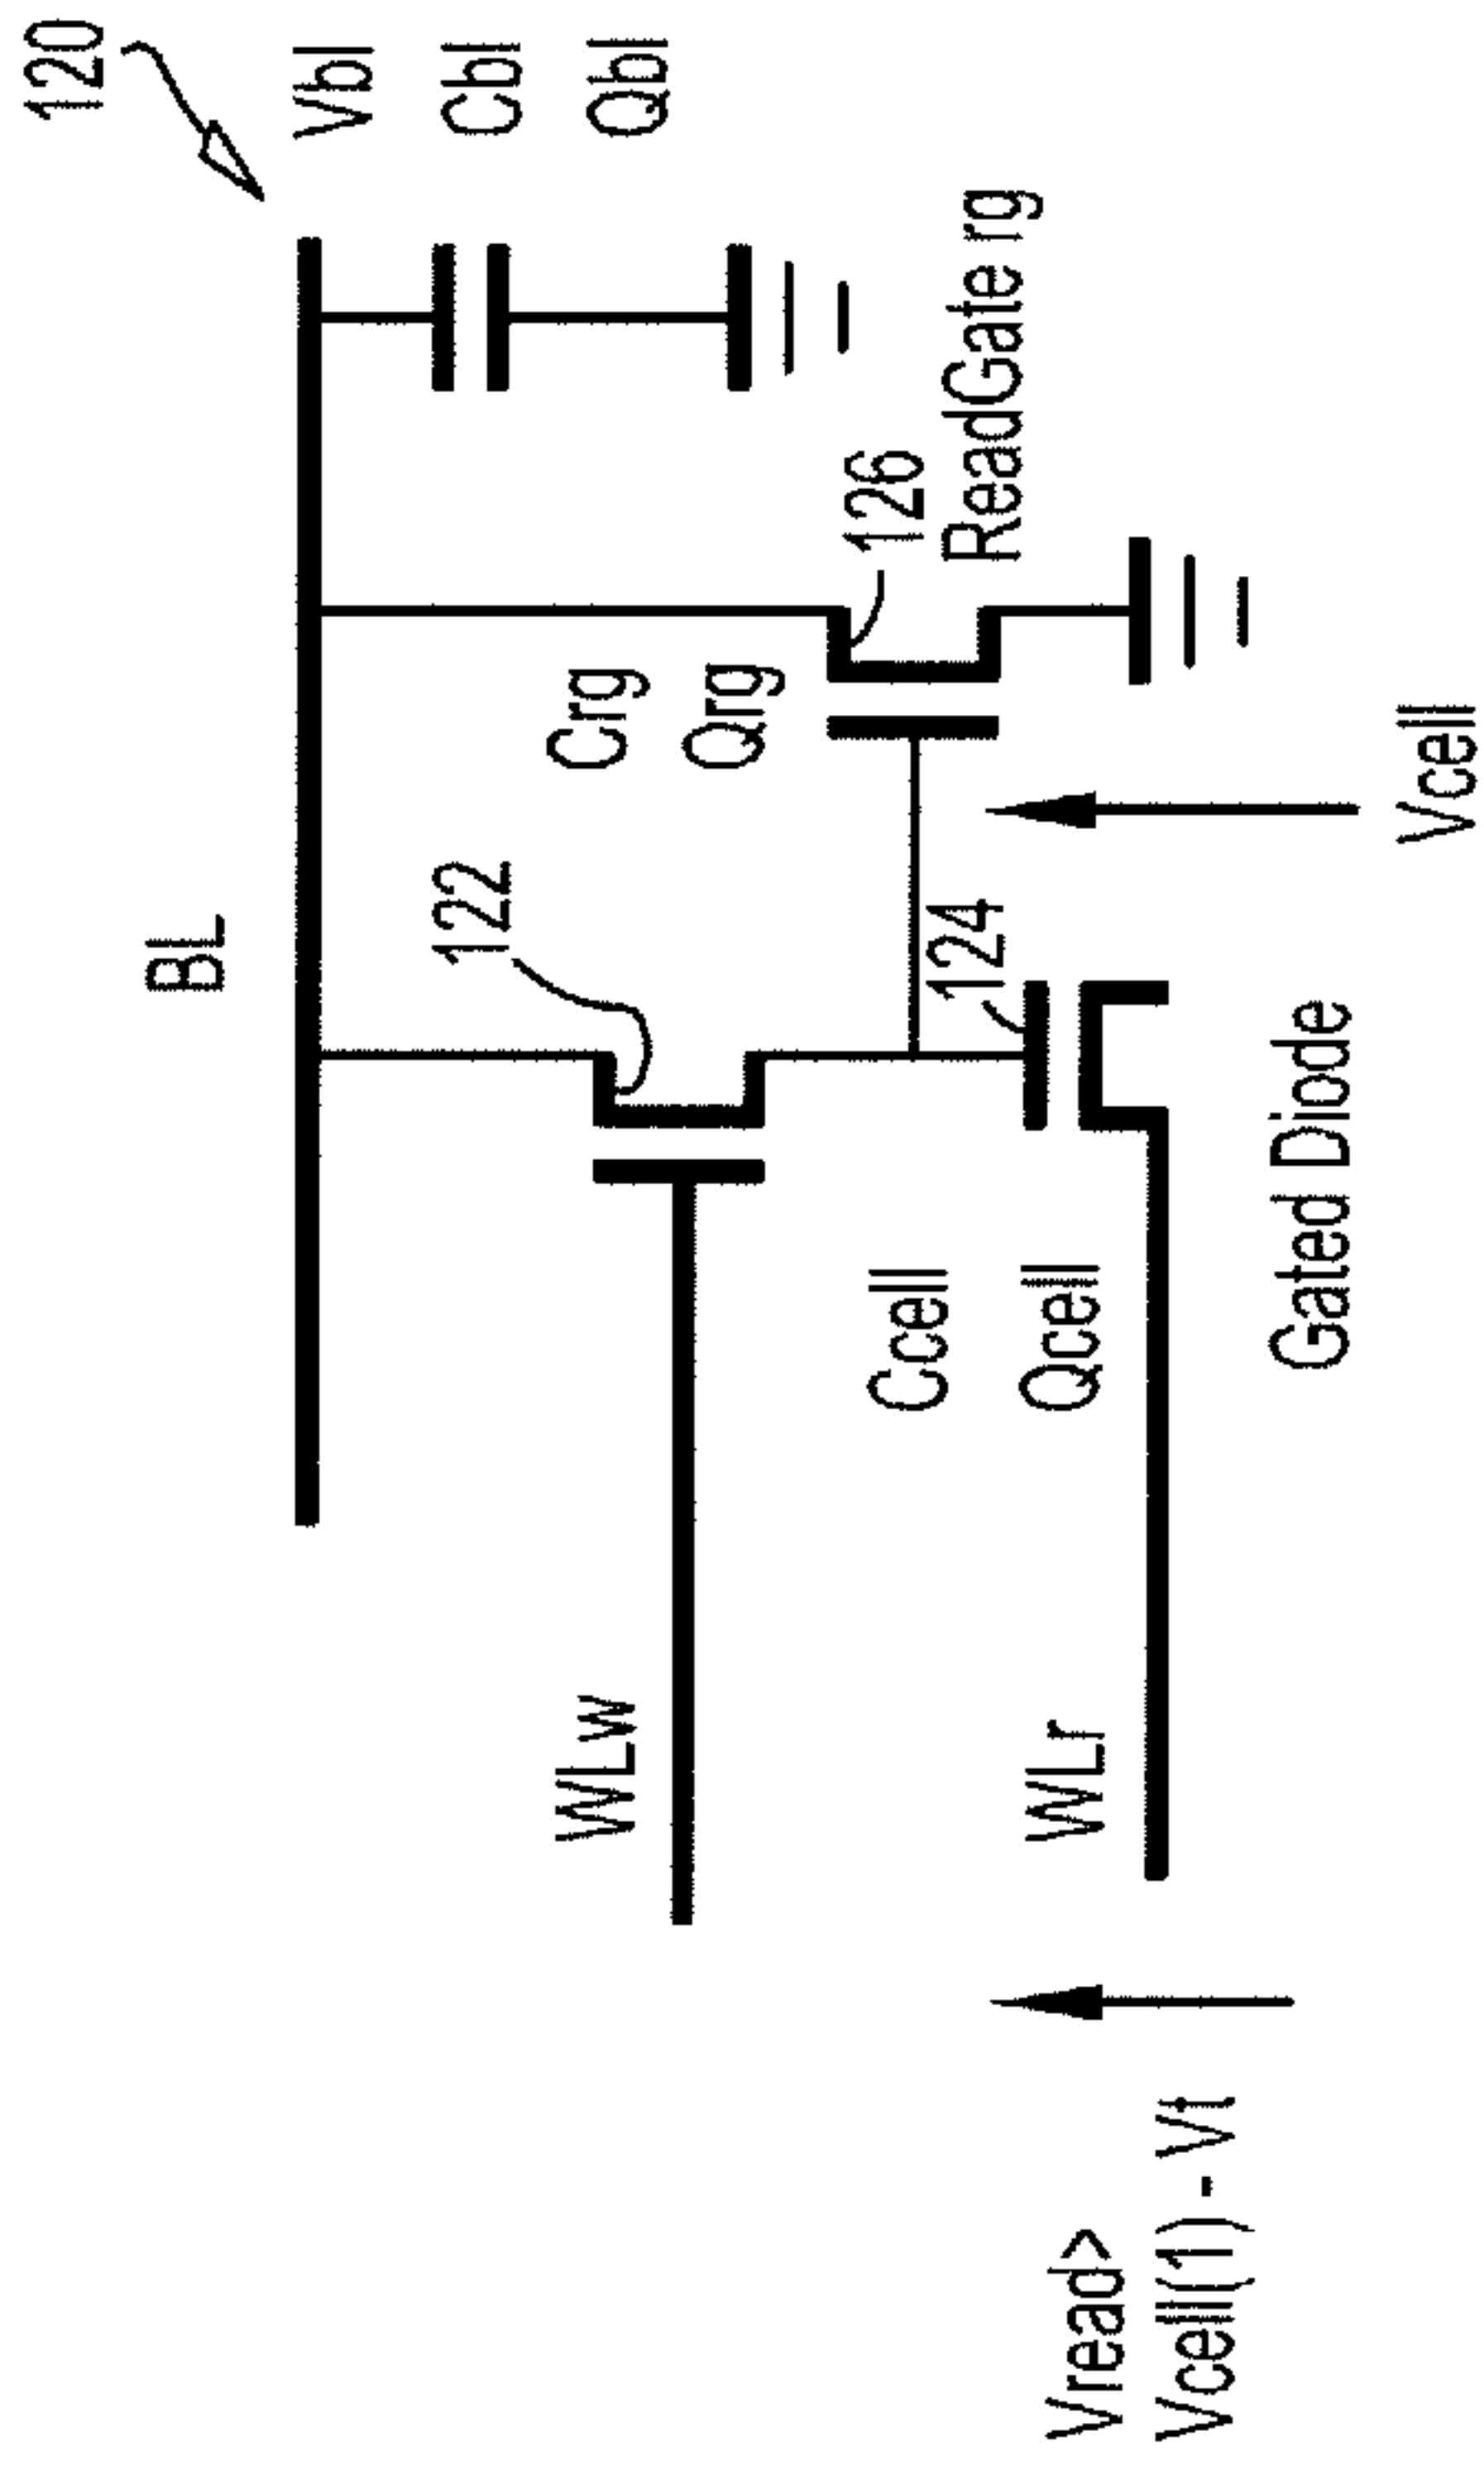 120
BL
Vbl
Cbl
Qbl
122
Crg
Qrg
126
ReadGate rg
WLw
Ccell
Qcell
124
WLr
Gated Diode
Vcell
Vread>
Vcell(1) - Vt